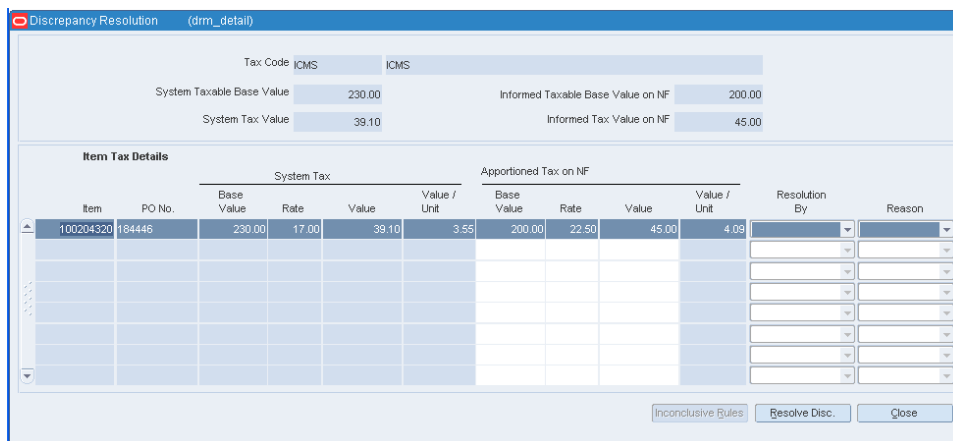 Discrepancy Resolution (drm_detail)
Tax Code ICMS ICMS
System Taxable Base Value 230.00 Informed Taxable Base Value on NF 200.00
System Tax Value 39.10 Informed Tax Value on NF 45.00
Item Tax Details
System Tax Apportioned Tax on NF
Base Value / Base Value / Resolution
Item PO No. Value Rate Value Unit Value Rate Value Unit By Reason
100204320 184446 230.00 17.00 39.10 3.55 200.00 22.50 45.00 4.09
Inconclusive Rules Resolve Disc. Close